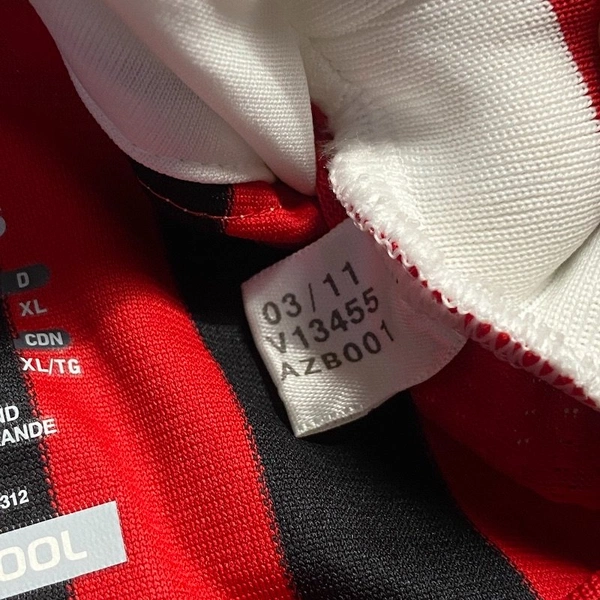 D
XL
CDN
XL/TG
ND
ANDE
312
OOL
03/11
V13455
AZB001